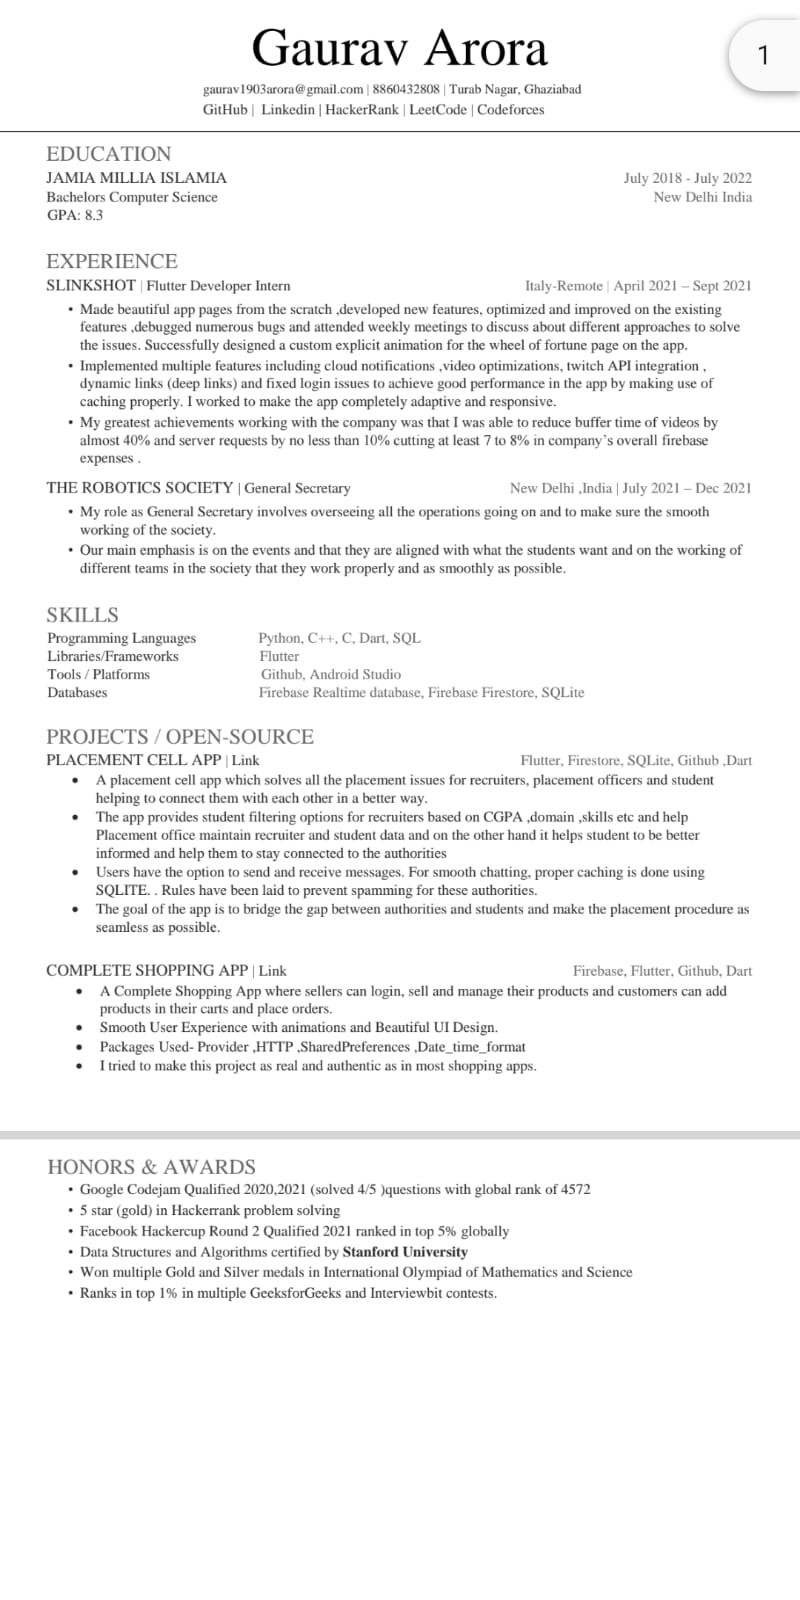 Gaurav Arora
1
gaurav1903arora@gmail.com | 8860432808 | Turab Nagar, Ghaziabad
GitHub | Linkedin | HackerRank | LeetCode | Codeforces
EDUCATION
JAMIA MILLIA ISLAMIA July 2018 - July 2022
Bachelors Computer Science New Delhi India
GPA: 8.3
EXPERIENCE
SLINKSHOT | Flutter Developer Intern Italy-Remote | April 2021 – Sept 2021
• Made beautiful app pages from the scratch ,developed new features, optimized and improved on the existing
features ,debugged numerous bugs and attended weekly meetings to discuss about different approaches to solve
the issues. Successfully designed a custom explicit animation for the wheel of fortune page on the app.
• Implemented multiple features including cloud notifications ,video optimizations, twitch API integration ,
dynamic links (deep links) and fixed login issues to achieve good performance in the app by making use of
caching properly. I worked to make the app completely adaptive and responsive.
• My greatest achievements working with the company was that I was able to reduce buffer time of videos by
almost 40% and server requests by no less than 10% cutting at least 7 to 8% in company's overall firebase
expenses .
THE ROBOTICS SOCIETY | General Secretary New Delhi ,India | July 2021 – Dec 2021
• My role as General Secretary involves overseeing all the operations going on and to make sure the smooth
working of the society.
• Our main emphasis is on the events and that they are aligned with what the students want and on the working of
different teams in the society that they work properly and as smoothly as possible.
SKILLS
Programming Languages Python, C++, C, Dart, SQL
Libraries/Frameworks Flutter
Tools / Platforms Github, Android Studio
Databases Firebase Realtime database, Firebase Firestore, SQLite
PROJECTS / OPEN-SOURCE
PLACEMENT CELL APP | Link Flutter, Firestore, SQLite, Github ,Dart
• A placement cell app which solves all the placement issues for recruiters, placement officers and student
helping to connect them with each other in a better way.
• The app provides student filtering options for recruiters based on CGPA ,domain ,skills etc and help
Placement office maintain recruiter and student data and on the other hand it helps student to be better
informed and help them to stay connected to the authorities
• Users have the option to send and receive messages. For smooth chatting, proper caching is done using
SQLITE. . Rules have been laid to prevent spamming for these authorities.
• The goal of the app is to bridge the gap between authorities and students and make the placement procedure as
seamless as possible.
COMPLETE SHOPPING APP | Link Firebase, Flutter, Github, Dart
• A Complete Shopping App where sellers can login, sell and manage their products and customers can add
products in their carts and place orders.
• Smooth User Experience with animations and Beautiful UI Design.
• Packages Used- Provider ,HTTP ,SharedPreferences ,Date_time_format
• I tried to make this project as real and authentic as in most shopping apps.
HONORS & AWARDS
• Google Codejam Qualified 2020,2021 (solved 4/5 )questions with global rank of 4572
• 5 star (gold) in Hackerrank problem solving
• Facebook Hackercup Round 2 Qualified 2021 ranked in top 5% globally
• Data Structures and Algorithms certified by Stanford University
• Won multiple Gold and Silver medals in International Olympiad of Mathematics and Science
• Ranks in top 1% in multiple GeeksforGeeks and Interviewbit contests.